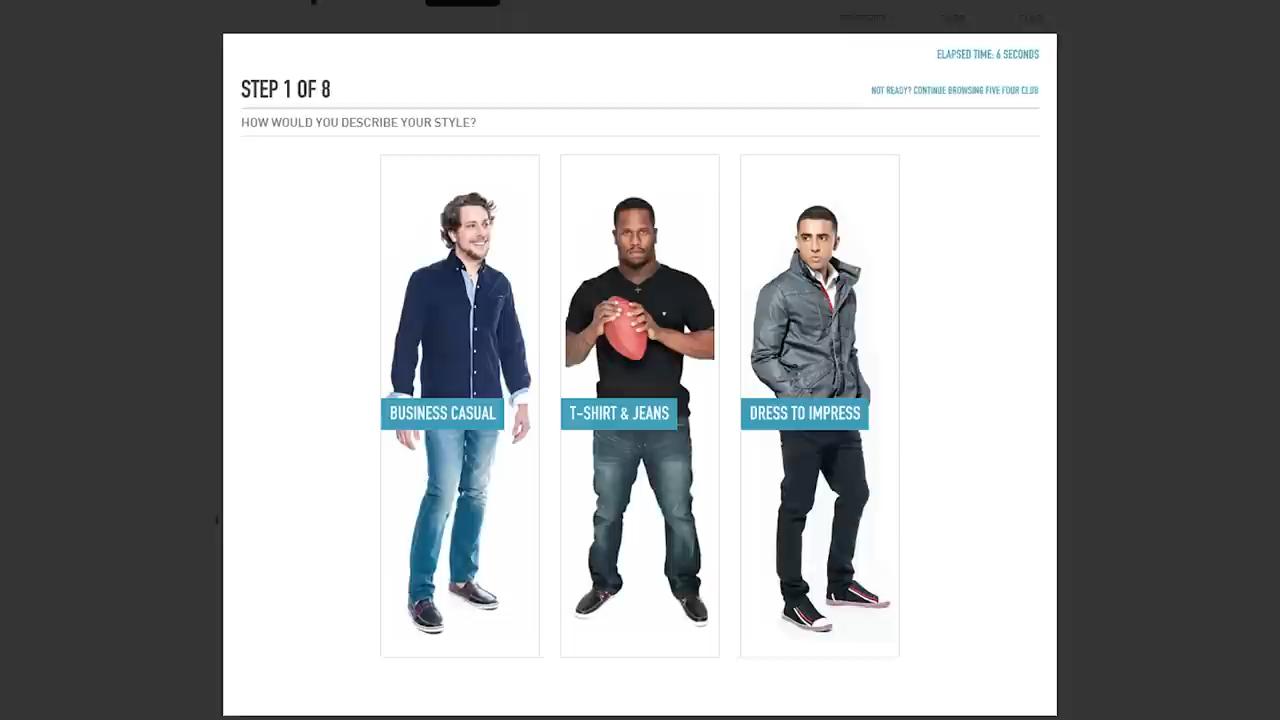 ELAPSED TIME: 6 SECONDS
STEP 1 OF 8
NOT READY? CONTINUE BROWSING FIVE FOUR CLUB
HOW WOULD YOU DESCRIBE YOUR STYLE?
BUSINESS CASUAL
T-SHIRT & JEANS
DRESS TO IMPRESS